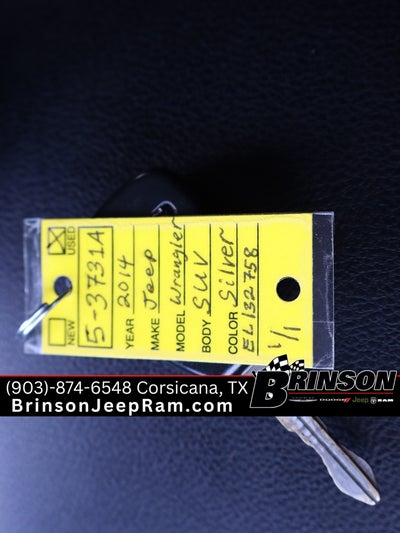 USED
NEW
5-3731A
YEAR 2014
MAKE Jeep
MODEL Wrangler
BODY SUV
COLOR Silver
EL132758
1/1
(903)-874-6548 Corsicana, TX
BrinsonJeepRam.com
BRINSON
DODGE Jeep RAM